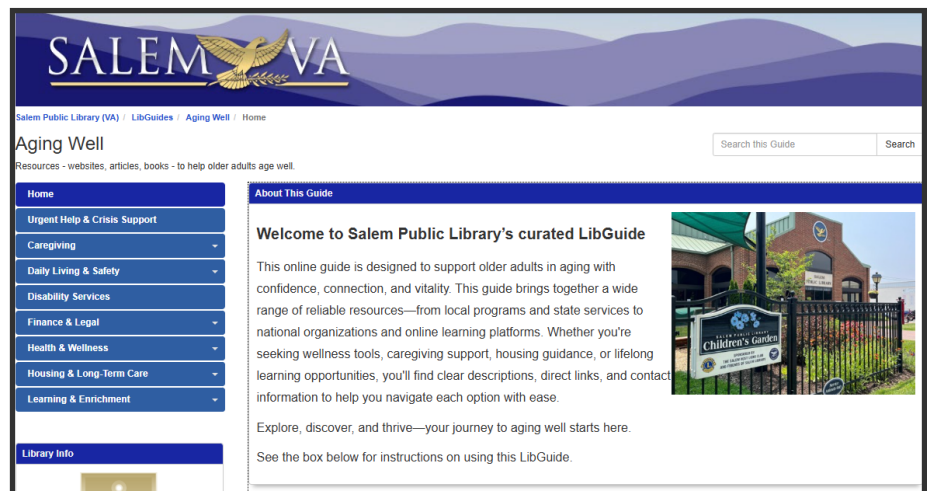 SALEM VA
Salem Public Library (VA) / LibGuides / Aging Well / Home
Aging Well
Search this Guide
Search
Resources - websites, articles, books - to help older adults age well.
Home
Urgent Help & Crisis Support
Caregiving
Daily Living & Safety
Disability Services
Finance & Legal
Health & Wellness
Housing & Long-Term Care
Learning & Enrichment
Library Info
About This Guide
Welcome to Salem Public Library's curated LibGuide
This online guide is designed to support older adults in aging with
confidence, connection, and vitality. This guide brings together a wide
range of reliable resources—from local programs and state services to
national organizations and online learning platforms. Whether you're
seeking wellness tools, caregiving support, housing guidance, or lifelong
learning opportunities, you'll find clear descriptions, direct links, and contact
information to help you navigate each option with ease.
Explore, discover, and thrive—your journey to aging well starts here.
See the box below for instructions on using this LibGuide.
SALEM
PUBLIC LIBRARY
SALEM PUBLIC LIBRARY
Children's Garden